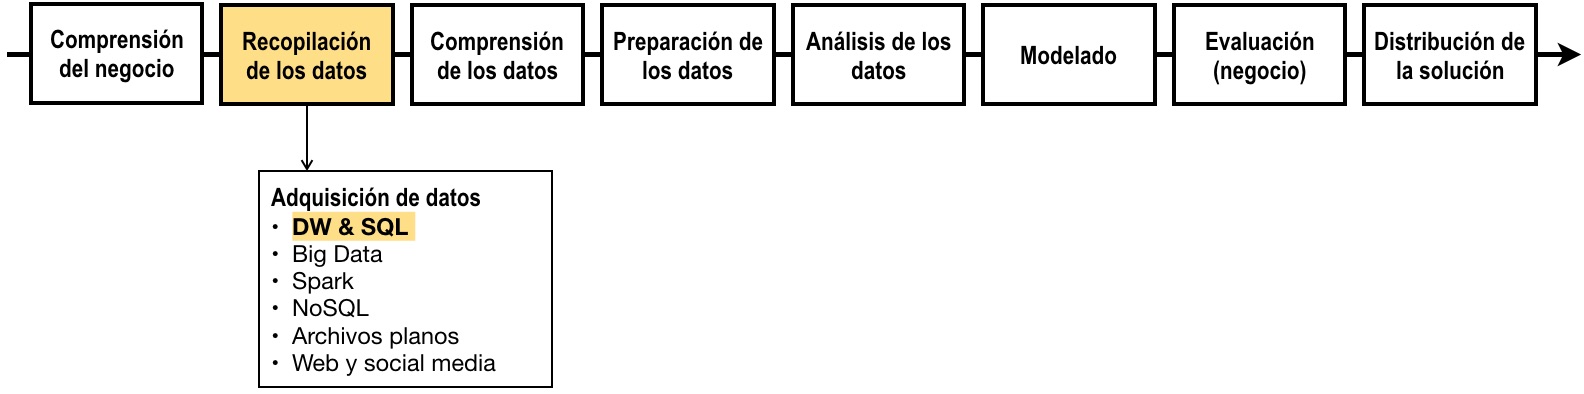 Comprensión
del negocio
Recopilación
de los datos
Comprensión
de los datos
Preparación de
los datos
Análisis de los
datos
Modelado
Evaluación
(negocio)
Distribución de
la solución
Adquisición de datos
• DW & SQL
• Big Data
• Spark
• NoSQL
• Archivos planos
• Web y social media